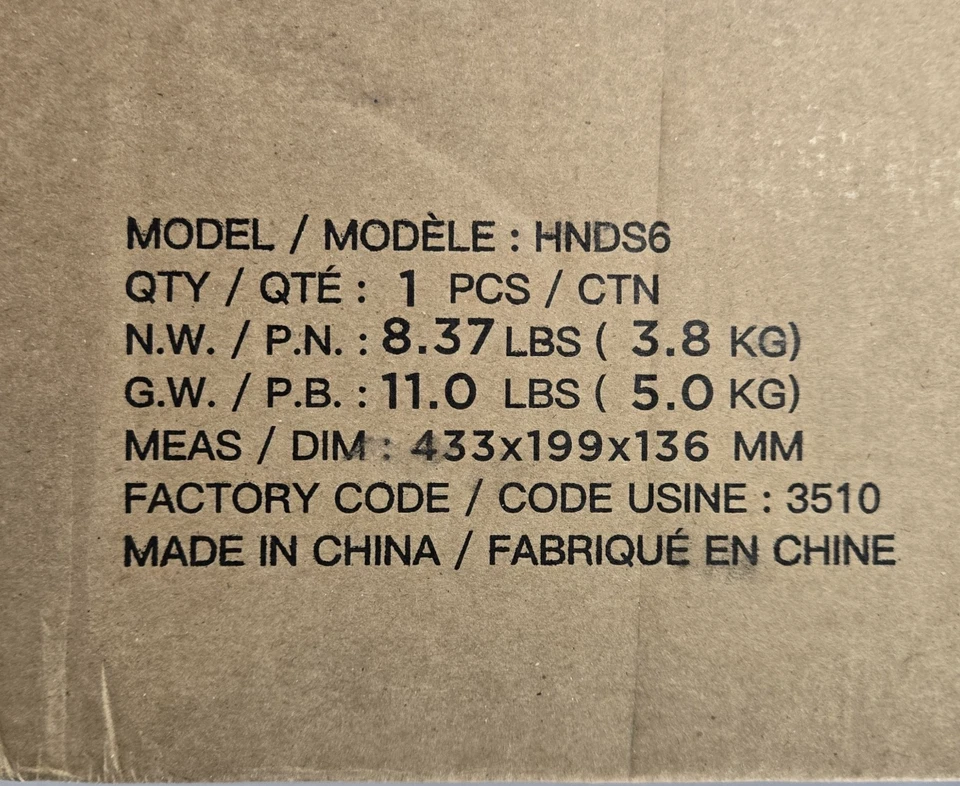 MODEL / MODÈLE : HNDS6
QTY / QTÉ : 1 PCS / CTN
N.W. / P.N. : 8.37 LBS ( 3.8 KG)
G.W. / P.B. : 11.0 LBS ( 5.0 KG)
MEAS / DIM : 433x199x136 MM
FACTORY CODE / CODE USINE : 3510
MADE IN CHINA / FABRIQUÉ EN CHINE